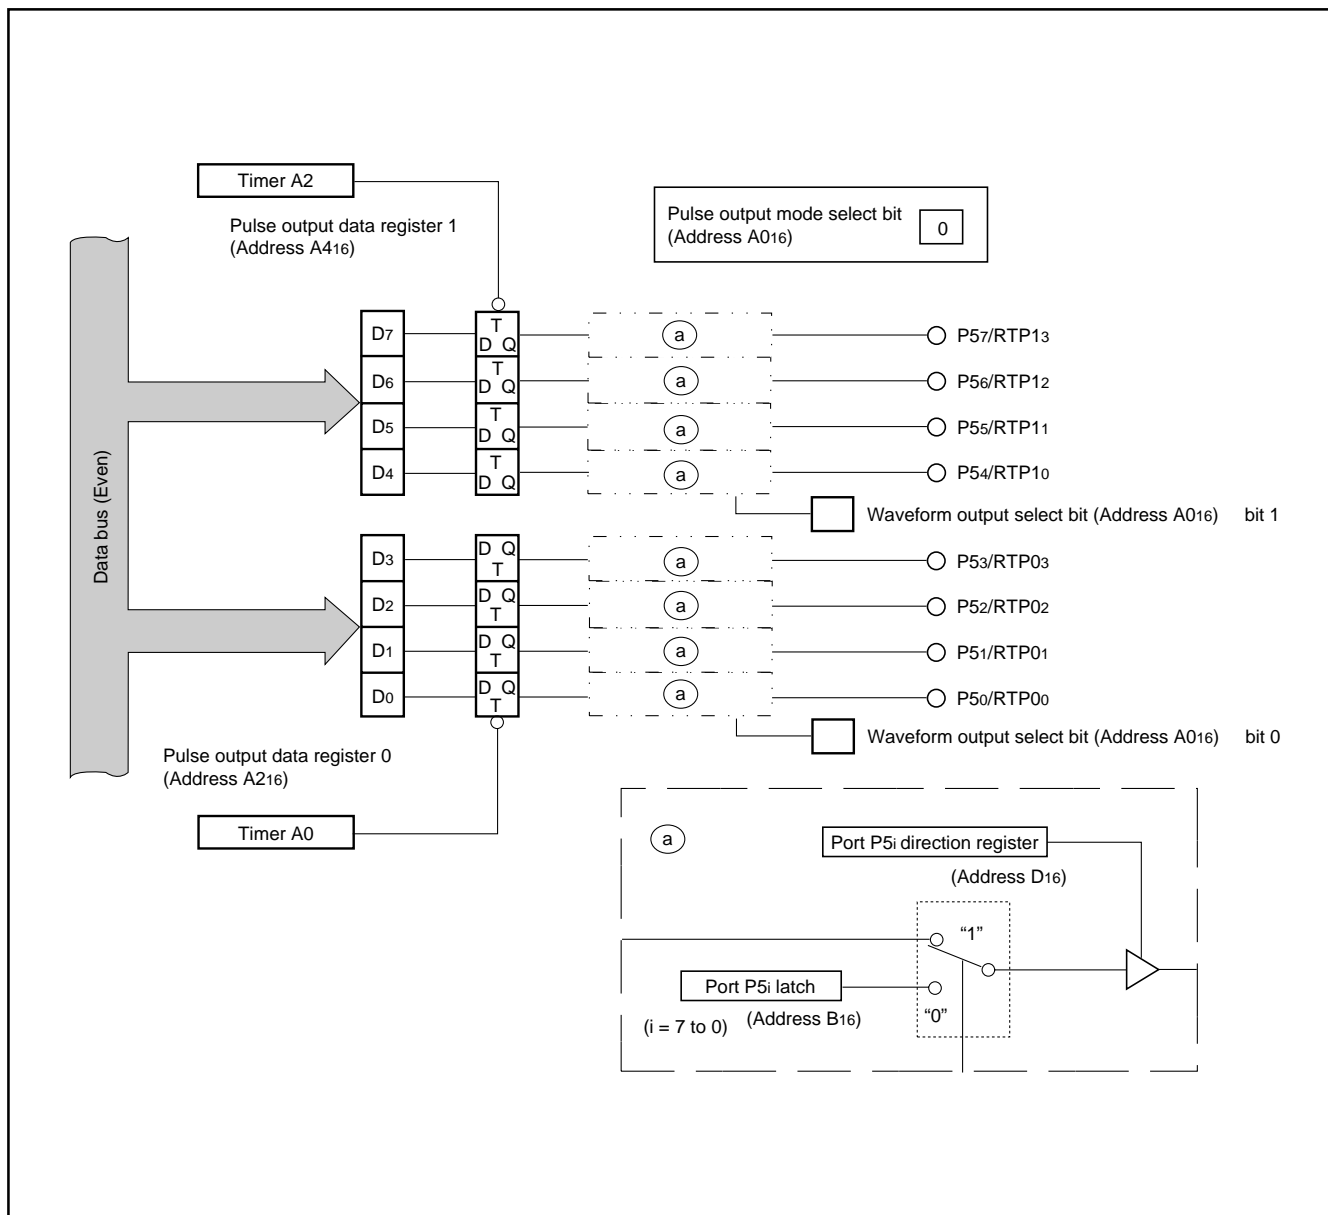 Timer A2
Pulse output data register 1
(Address A416)
Pulse output mode select bit
(Address A016)
0
Data bus (Even)
D7
T
D Q
a
P57/RTP13
D6
T
D Q
a
P56/RTP12
D5
T
D Q
a
P55/RTP11
D4
T
D Q
a
P54/RTP10
Waveform output select bit (Address A016) bit 1
D3
D Q
T
a
P53/RTP03
D2
D Q
T
a
P52/RTP02
D1
D Q
T
a
P51/RTP01
D0
D Q
T
a
P50/RTP00
Waveform output select bit (Address A016) bit 0
Pulse output data register 0
(Address A216)
Timer A0
a
Port P5i direction register
(Address D16)
“1”
Port P5i latch
(Address B16)
“0”
(i = 7 to 0)